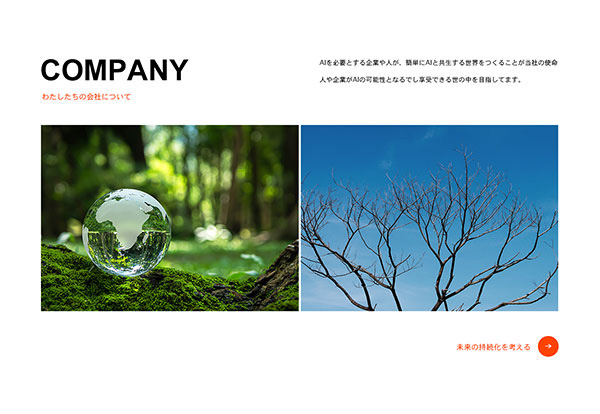 COMPANY
わたしたちの会社について
AIを必要とする企業や人が、簡単にAIと共生する世界をつくることが当社の使命
人や企業がAIの可能性となるでし享受できる世の中を目指してます。
未来の持続化を考える